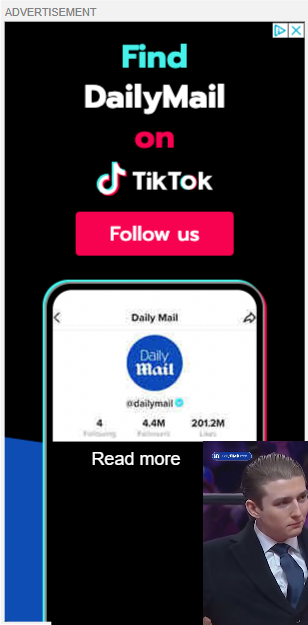 ADVERTISEMENT
Find
DailyMail
on
TikTok
Follow us
Daily Mail
Daily
Mail
@dailymail
4 4.4M 201.2M
Following Followers Likes
Read more